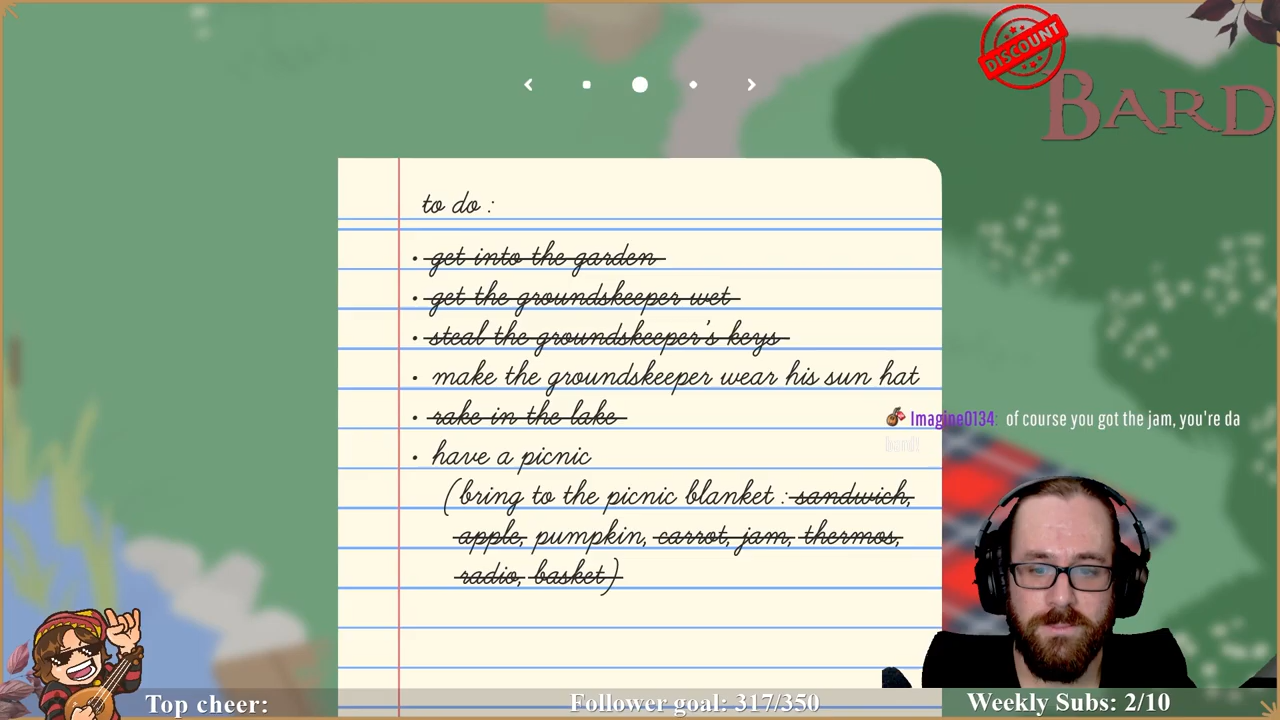 DISCOUNT
BARD
to do :
• get into the garden
• get the groundskeeper wet
• steal the groundskeeper's keys
• make the groundskeeper wear his sun hat
• rake in the lake
• have a picnic
(bring to the picnic blanket : sandwich,
apple, pumpkin, carrot, jam, thermos,
radio, basket)
Imagine0134: of course you got the jam, you're da
bard!
Top cheer:
Follower goal: 317/350
Weekly Subs: 2/10